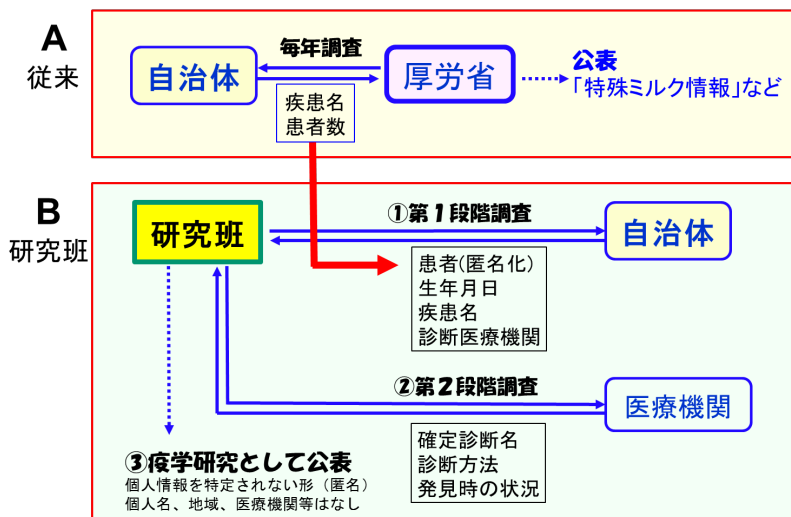 A
従来
自治体
毎年調査
厚労省
公表
「特殊ミルク情報」など
疾患名
患者数
B
研究班
研究班
①第1段階調査
自治体
患者(匿名化)
生年月日
疾患名
診断医療機関
②第2段階調査
医療機関
確定診断名
診断方法
発見時の状況
③疫学研究として公表
個人情報を特定されない形（匿名）
個人名、地域、医療機関等はなし